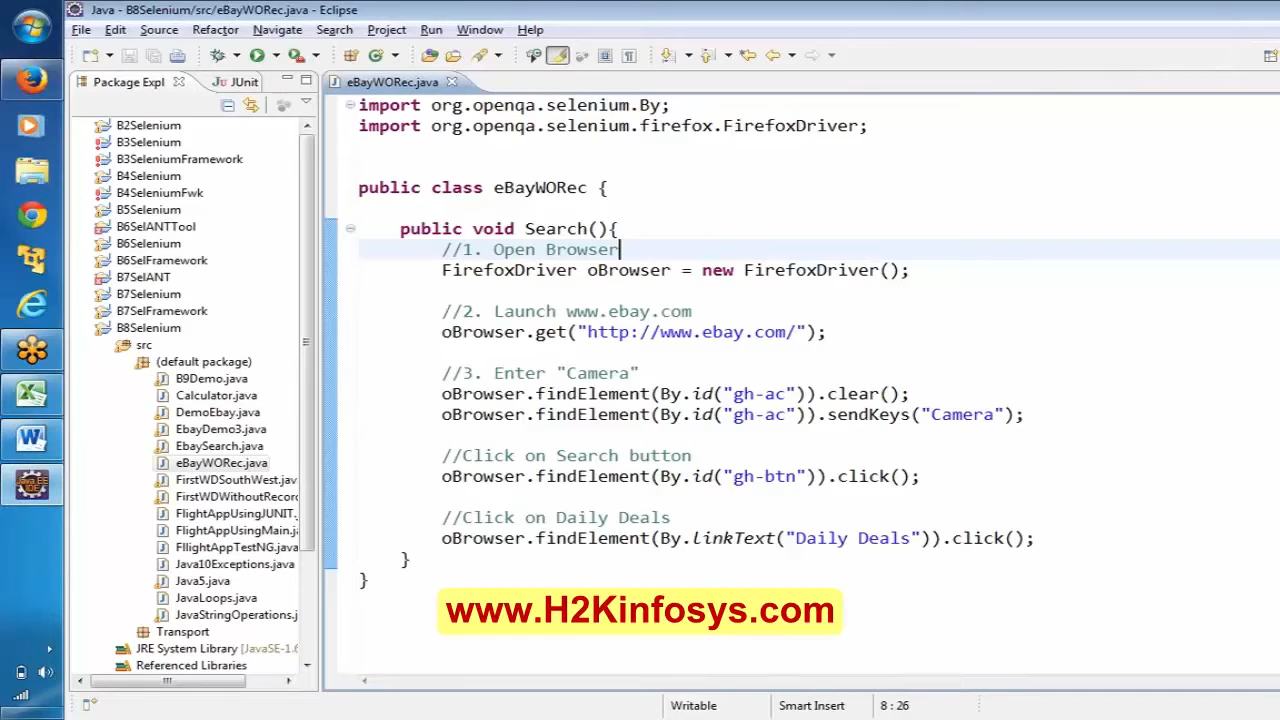 Java - B8Selenium/src/eBayWORec.java - Eclipse
File Edit Source Refactor Navigate Search Project Run Window Help
Package Expl JUnit
eBayWORec.java
B2Selenium
B3Selenium
B3SeleniumFramework
B4Selenium
B4SeleniumFwk
B5Selenium
B6SelANTTool
B6Selenium
B6SelFramework
B7SelANT
B7Selenium
B7SelFramework
B8Selenium
src
(default package)
B9Demo.java
Calculator.java
DemoEbay.java
EbayDemo3.java
EbaySearch.java
eBayWORec.java
FirstWDSouthWest.jav
FirstWDWithoutRecor
FlightAppUsingJUNIT.
FlightAppUsingMain.ja
FllightAppTestNG.java
Java10Exceptions.java
Java5.java
JavaLoops.java
JavaStringOperations.j
Transport
JRE System Library [JavaSE-1.6
Referenced Libraries
import org.openqa.selenium.By;
import org.openqa.selenium.firefox.FirefoxDriver;
public class eBayWORec {
public void Search(){
//1. Open Browser
FirefoxDriver oBrowser = new FirefoxDriver();
//2. Launch www.ebay.com
oBrowser.get("http://www.ebay.com/");
//3. Enter "Camera"
oBrowser.findElement(By.id("gh-ac")).clear();
oBrowser.findElement(By.id("gh-ac")).sendKeys("Camera");
//Click on Search button
oBrowser.findElement(By.id("gh-btn")).click();
//Click on Daily Deals
oBrowser.findElement(By.linkText("Daily Deals")).click();
}
}
www.H2Kinfosys.com
Writable Smart Insert 8 : 26
Java EE
IDE